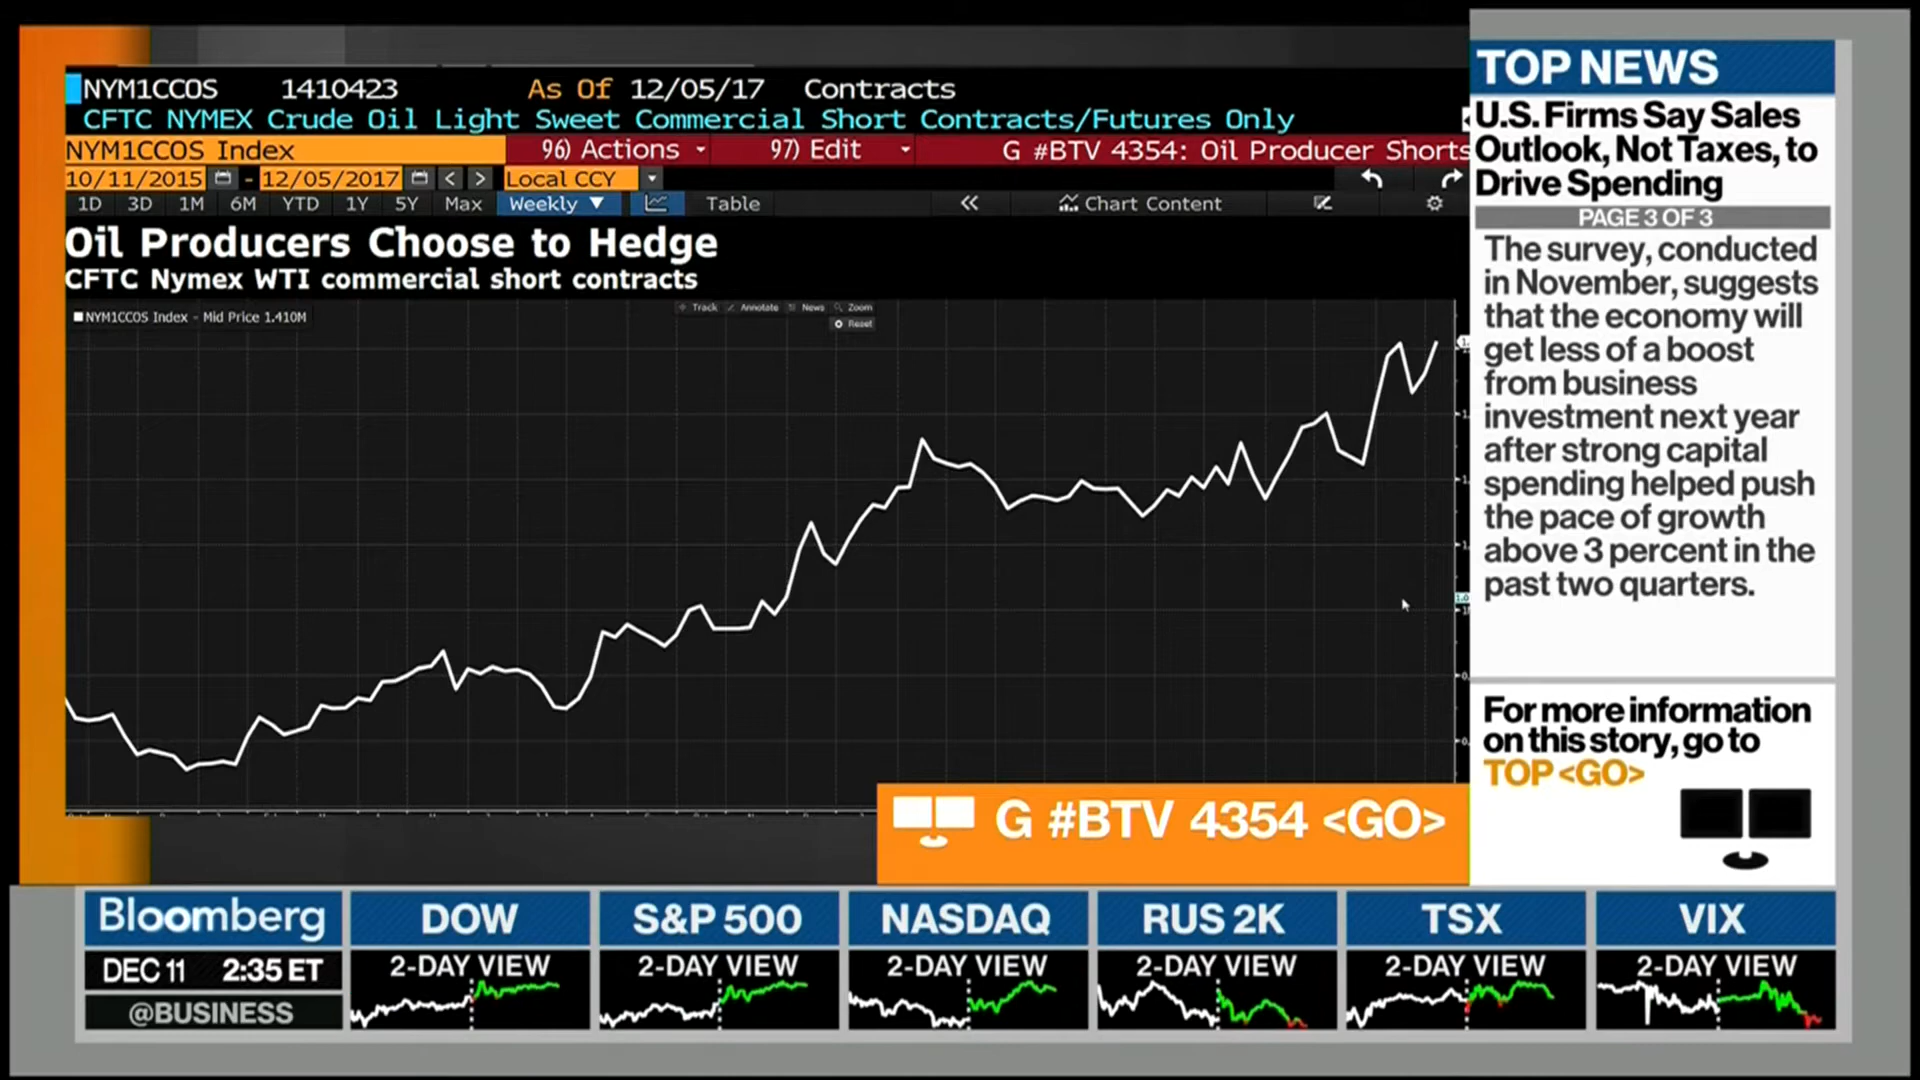 NYM1CCOS 1410423 As Of 12/05/17 Contracts
CFTC NYMEX Crude Oil Light Sweet Commercial Short Contracts/Futures Only
NYM1CCOS Index 96) Actions 97) Edit G #BTV 4354: Oil Producer Shorts
10/11/2015 - 12/05/2017 < > Local CCY
1D 3D 1M 6M YTD 1Y 5Y Max Weekly ▼ Table « Chart Content
Oil Producers Choose to Hedge
CFTC Nymex WTI commercial short contracts
Track Annotate News Zoom
NYM1CCOS Index - Mid Price 1.410M
Reset
G #BTV 4354 <GO>
TOP NEWS
U.S. Firms Say Sales
Outlook, Not Taxes, to
Drive Spending
PAGE 3 OF 3
The survey, conducted
in November, suggests
that the economy will
get less of a boost
from business
investment next year
after strong capital
spending helped push
the pace of growth
above 3 percent in the
past two quarters.
For more information
on this story, go to
TOP <GO>
Bloomberg DOW S&P 500 NASDAQ RUS 2K TSX VIX
DEC 11 2:35 ET 2-DAY VIEW 2-DAY VIEW 2-DAY VIEW 2-DAY VIEW 2-DAY VIEW 2-DAY VIEW
@BUSINESS